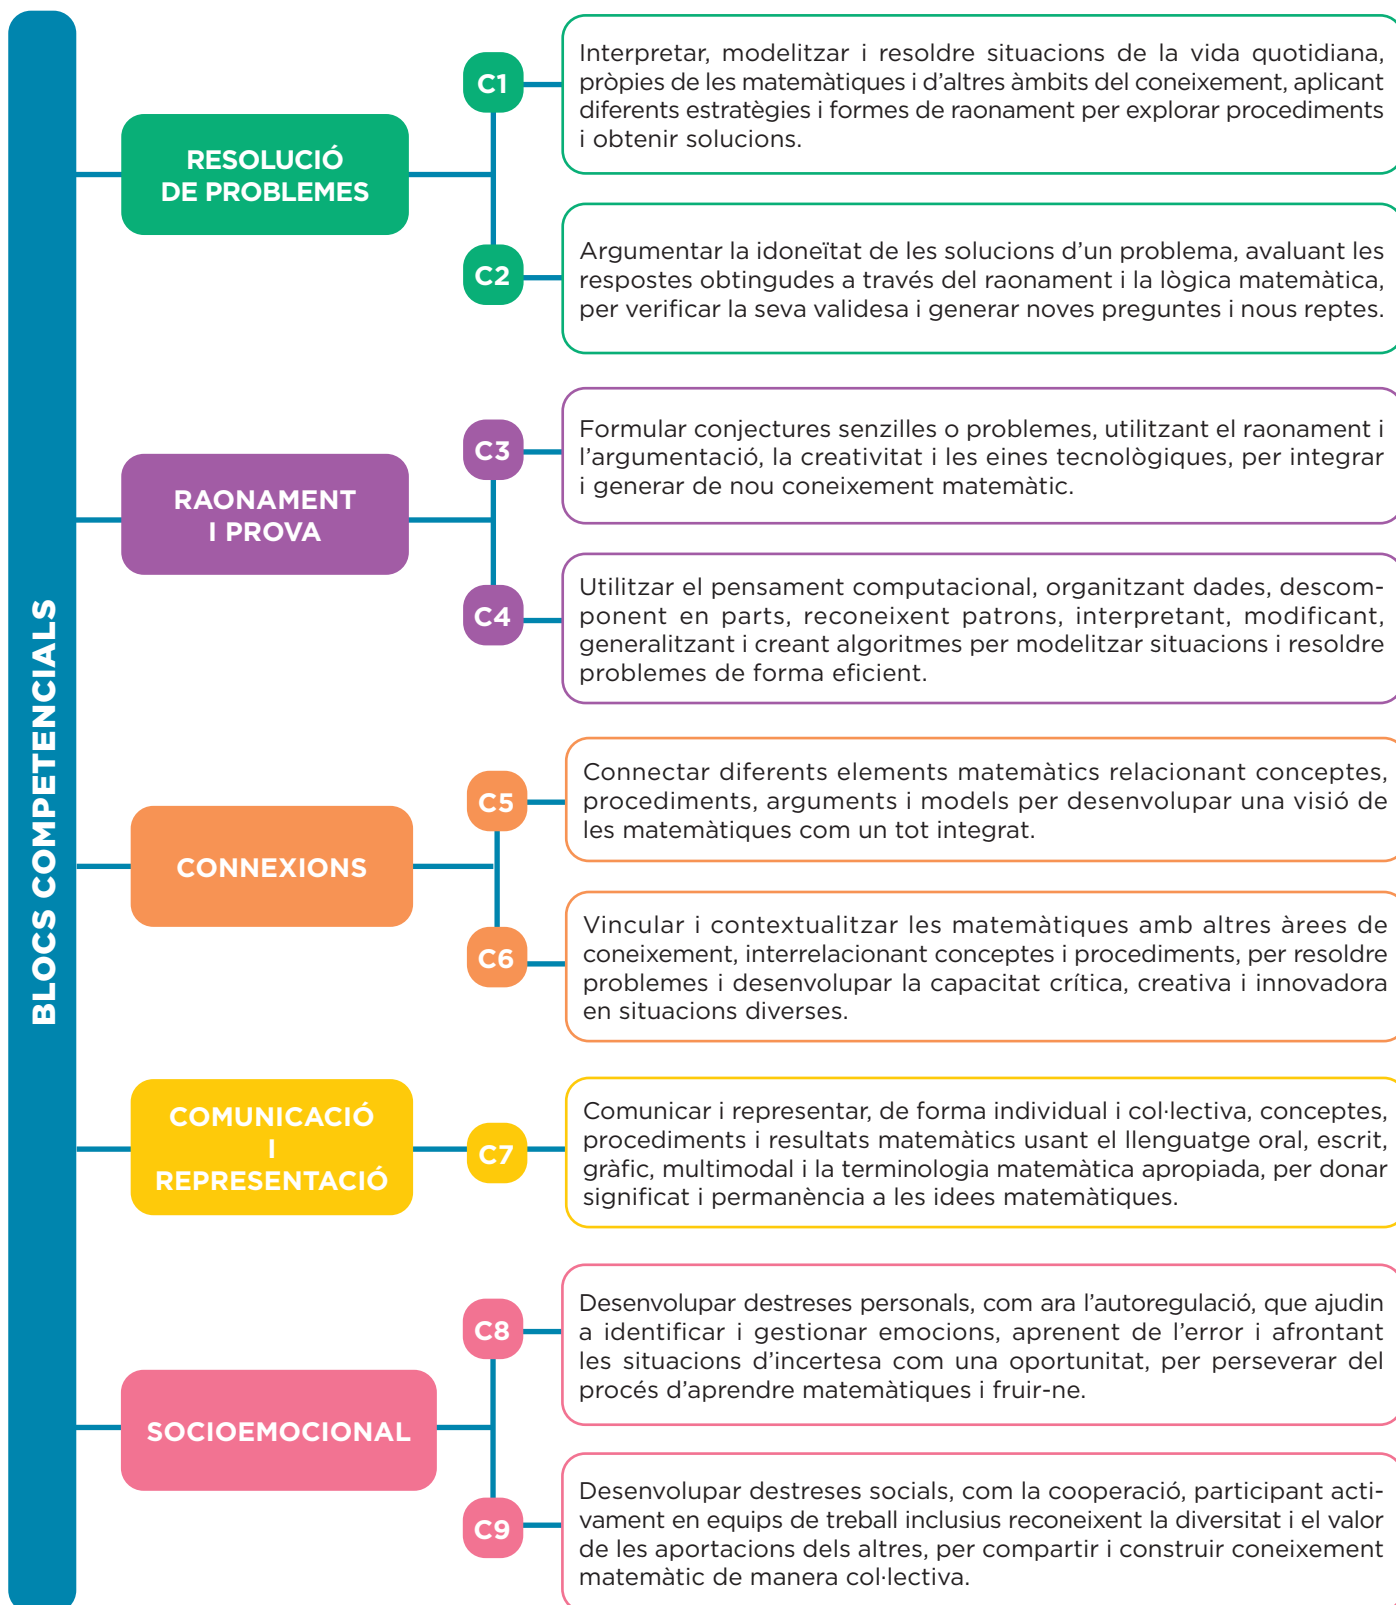 BLOCS COMPETENCIALS
RESOLUCIÓ
DE PROBLEMES
C1
Interpretar, modelitzar i resoldre situacions de la vida quotidiana,
pròpies de les matemàtiques i d'altres àmbits del coneixement, aplicant
diferents estratègies i formes de raonament per explorar procediments
i obtenir solucions.
C2
Argumentar la idoneïtat de les solucions d'un problema, avaluant les
respostes obtingudes a través del raonament i la lògica matemàtica,
per verificar la seva validesa i generar noves preguntes i nous reptes.
RAONAMENT
I PROVA
C3
Formular conjectures senzilles o problemes, utilitzant el raonament i
l'argumentació, la creativitat i les eines tecnològiques, per integrar
i generar de nou coneixement matemàtic.
C4
Utilitzar el pensament computacional, organitzant dades, descom-
ponent en parts, reconeixent patrons, interpretant, modificant,
generalitzant i creant algoritmes per modelitzar situacions i resoldre
problemes de forma eficient.
CONNEXIONS
C5
Connectar diferents elements matemàtics relacionant conceptes,
procediments, arguments i models per desenvolupar una visió de
les matemàtiques com un tot integrat.
C6
Vincular i contextualitzar les matemàtiques amb altres àrees de
coneixement, interrelacionant conceptes i procediments, per resoldre
problemes i desenvolupar la capacitat crítica, creativa i innovadora
en situacions diverses.
COMUNICACIÓ
I
REPRESENTACIÓ
C7
Comunicar i representar, de forma individual i col·lectiva, conceptes,
procediments i resultats matemàtics usant el llenguatge oral, escrit,
gràfic, multimodal i la terminologia matemàtica apropiada, per donar
significat i permanència a les idees matemàtiques.
SOCIOEMOCIONAL
C8
Desenvolupar destreses personals, com ara l'autoregulació, que ajudin
a identificar i gestionar emocions, aprenent de l'error i afrontant
les situacions d'incertesa com una oportunitat, per perseverar del
procés d'aprendre matemàtiques i fruir-ne.
C9
Desenvolupar destreses socials, com la cooperació, participant acti-
vament en equips de treball inclusius reconeixent la diversitat i el valor
de les aportacions dels altres, per compartir i construir coneixement
matemàtic de manera col·lectiva.